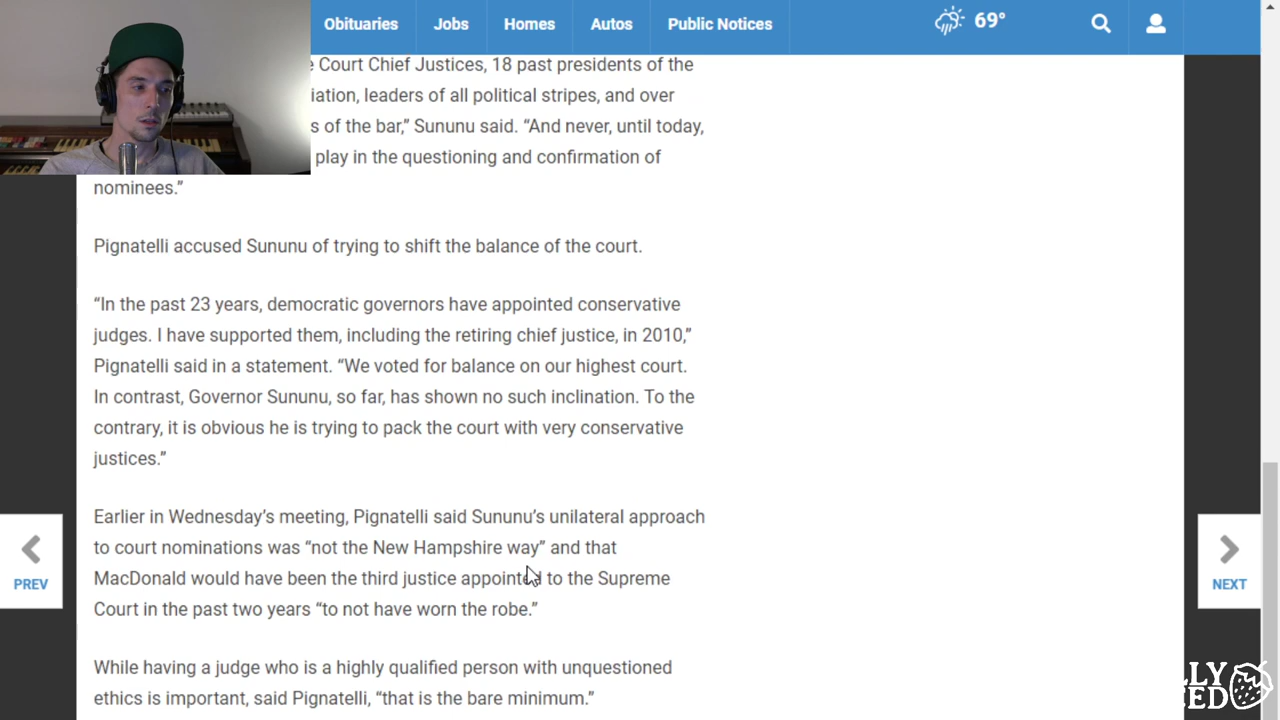 Obituaries Jobs Homes Autos Public Notices 69°
Court Chief Justices, 18 past presidents of the
iation, leaders of all political stripes, and over
s of the bar,” Sununu said. “And never, until today,
play in the questioning and confirmation of
nominees.”
Pignatelli accused Sununu of trying to shift the balance of the court.
“In the past 23 years, democratic governors have appointed conservative
judges. I have supported them, including the retiring chief justice, in 2010,”
Pignatelli said in a statement. “We voted for balance on our highest court.
In contrast, Governor Sununu, so far, has shown no such inclination. To the
contrary, it is obvious he is trying to pack the court with very conservative
justices.”
Earlier in Wednesday’s meeting, Pignatelli said Sununu’s unilateral approach
to court nominations was “not the New Hampshire way” and that
MacDonald would have been the third justice appointed to the Supreme
Court in the past two years “to not have worn the robe.”
PREV
NEXT
While having a judge who is a highly qualified person with unquestioned
ethics is important, said Pignatelli, “that is the bare minimum.”
LLY
CED